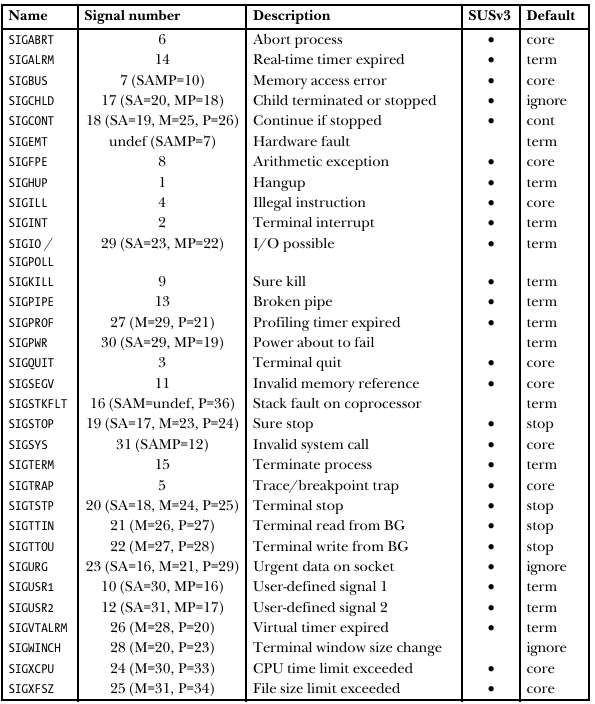 Name Signal number Description SUSv3 Default
SIGABRT 6 Abort process • core
SIGALRM 14 Real-time timer expired • term
SIGBUS 7 (SAMP=10) Memory access error • core
SIGCHLD 17 (SA=20, MP=18) Child terminated or stopped • ignore
SIGCONT 18 (SA=19, M=25, P=26) Continue if stopped • cont
SIGEMT undef (SAMP=7) Hardware fault term
SIGFPE 8 Arithmetic exception • core
SIGHUP 1 Hangup • term
SIGILL 4 Illegal instruction • core
SIGINT 2 Terminal interrupt • term
SIGIO / 29 (SA=23, MP=22) I/O possible • term
SIGPOLL
SIGKILL 9 Sure kill • term
SIGPIPE 13 Broken pipe • term
SIGPROF 27 (M=29, P=21) Profiling timer expired • term
SIGPWR 30 (SA=29, MP=19) Power about to fail term
SIGQUIT 3 Terminal quit • core
SIGSEGV 11 Invalid memory reference • core
SIGSTKFLT 16 (SAM=undef, P=36) Stack fault on coprocessor term
SIGSTOP 19 (SA=17, M=23, P=24) Sure stop • stop
SIGSYS 31 (SAMP=12) Invalid system call • core
SIGTERM 15 Terminate process • term
SIGTRAP 5 Trace/breakpoint trap • core
SIGTSTP 20 (SA=18, M=24, P=25) Terminal stop • stop
SIGTTIN 21 (M=26, P=27) Terminal read from BG • stop
SIGTTOU 22 (M=27, P=28) Terminal write from BG • stop
SIGURG 23 (SA=16, M=21, P=29) Urgent data on socket • ignore
SIGUSR1 10 (SA=30, MP=16) User-defined signal 1 • term
SIGUSR2 12 (SA=31, MP=17) User-defined signal 2 • term
SIGVTALRM 26 (M=28, P=20) Virtual timer expired • term
SIGWINCH 28 (M=20, P=23) Terminal window size change ignore
SIGXCPU 24 (M=30, P=33) CPU time limit exceeded • core
SIGXFSZ 25 (M=31, P=34) File size limit exceeded • core